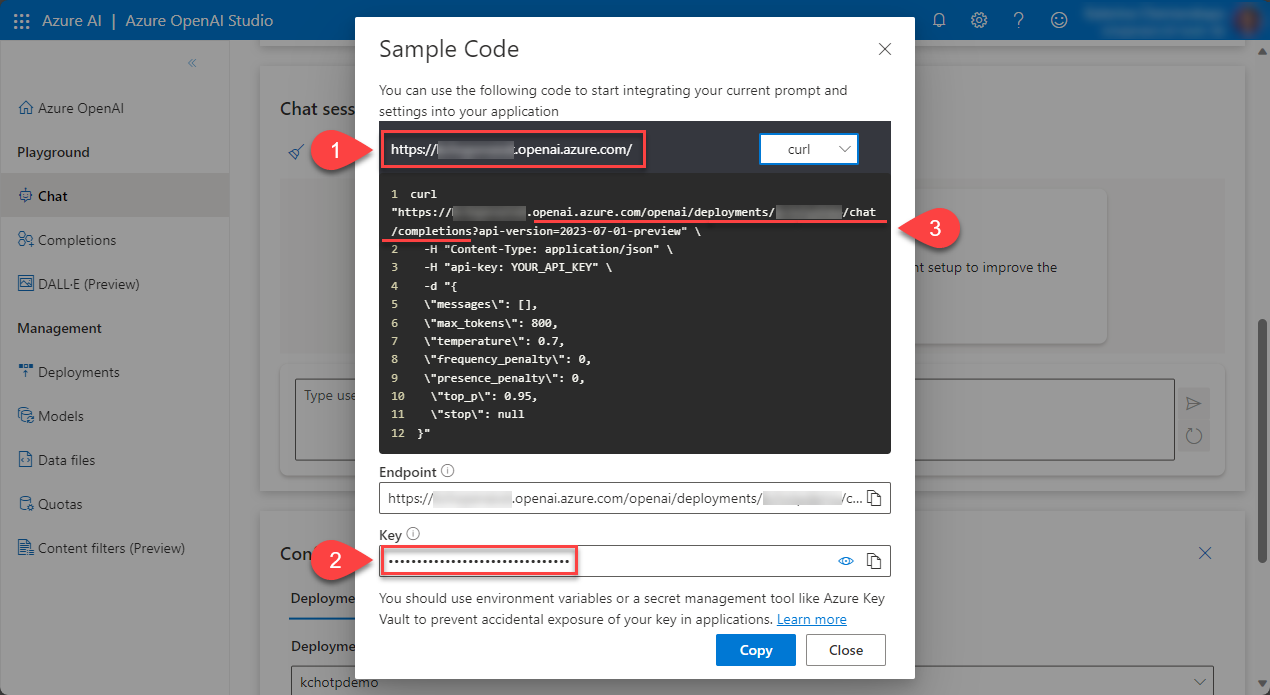 Azure AI | Azure OpenAI Studio
Azure OpenAI
Playground
Chat
Completions
DALL·E (Preview)
Management
Deployments
Models
Data files
Quotas
Content filters (Preview)
Chat sess
Type use
nt setup to improve the
Con
Deployme
Deployme
kchotpdemo
Sample Code
You can use the following code to start integrating your current prompt and
settings into your application
1
https:// .openai.azure.com/
curl
1 curl
"https:// .openai.azure.com/openai/deployments/ /chat
/completions?api-version=2023-07-01-preview" \
3
2 -H "Content-Type: application/json" \
3 -H "api-key: YOUR_API_KEY" \
4 -d "{
5 \"messages\": [],
6 \"max_tokens\": 800,
7 \"temperature\": 0.7,
8 \"frequency_penalty\": 0,
9 \"presence_penalty\": 0,
10 \"top_p\": 0.95,
11 \"stop\": null
12 }"
Endpoint
https:// .openai.azure.com/openai/deployments/ /c...
Key
2
••••••••••••••••••••••••••••••••
You should use environment variables or a secret management tool like Azure Key
Vault to prevent accidental exposure of your key in applications. Learn more
Copy
Close